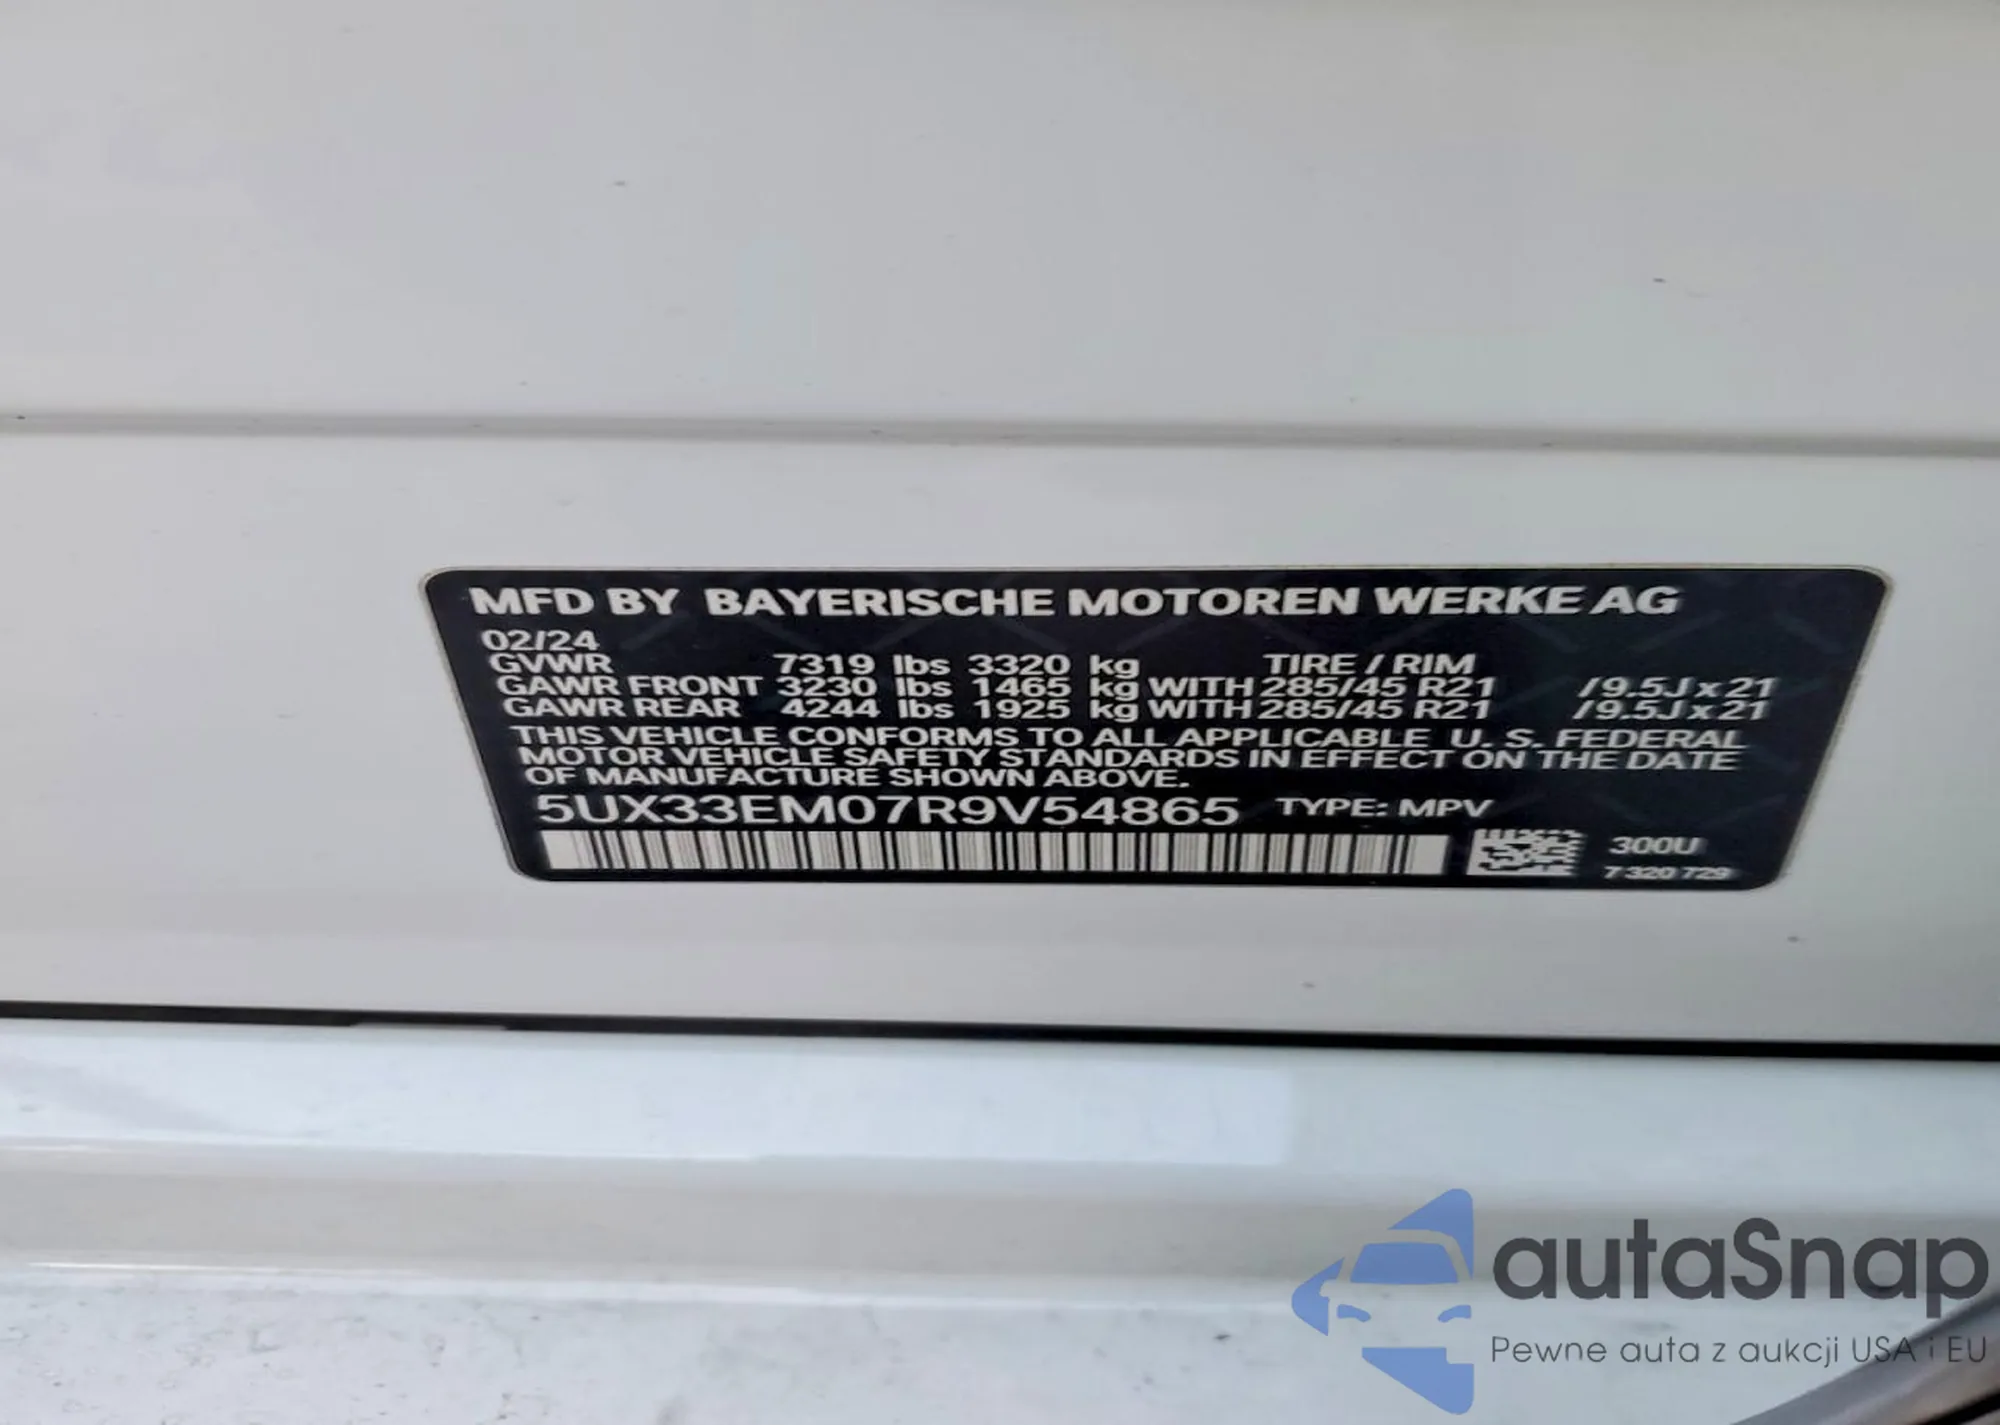 MFD BY BAYERISCHE MOTOREN WERKE AG
02/24
GVWR 7319 lbs 3320 kg TIRE / RIM
GAWR FRONT 3230 lbs 1465 kg WITH 285/45 R21 /9.5J x 21
GAWR REAR 4244 lbs 1925 kg WITH 285/45 R21 /9.5J x 21
THIS VEHICLE CONFORMS TO ALL APPLICABLE U.S. FEDERAL
MOTOR VEHICLE SAFETY STANDARDS IN EFFECT ON THE DATE
OF MANUFACTURE SHOWN ABOVE.
5UX33EM07R9V54865 TYPE: MPV
300U
7 320 729
autaSnap
Pewne auta z aukcji USA i EU